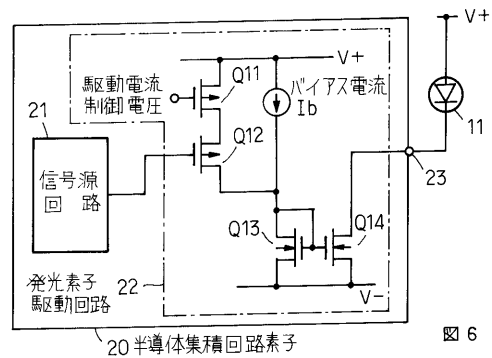 V+
V+
Q11
駆動電流
制御電圧
バイアス電流
Ib
21
Q12
11
信号源
回路
23
Q13
Q14
発光素子
駆動回路
22
V-
20 半導体集積回路素子
図6